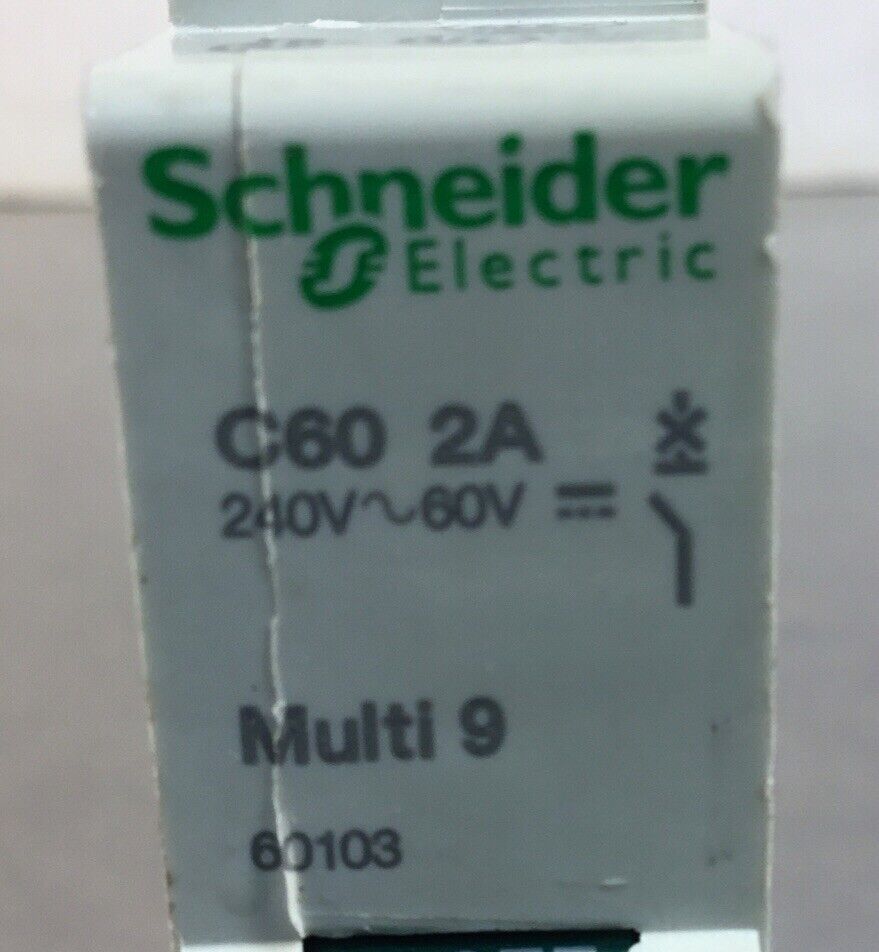 Schneider
Electric
C60 2A
240V~60V ⎓
Multi 9
60103